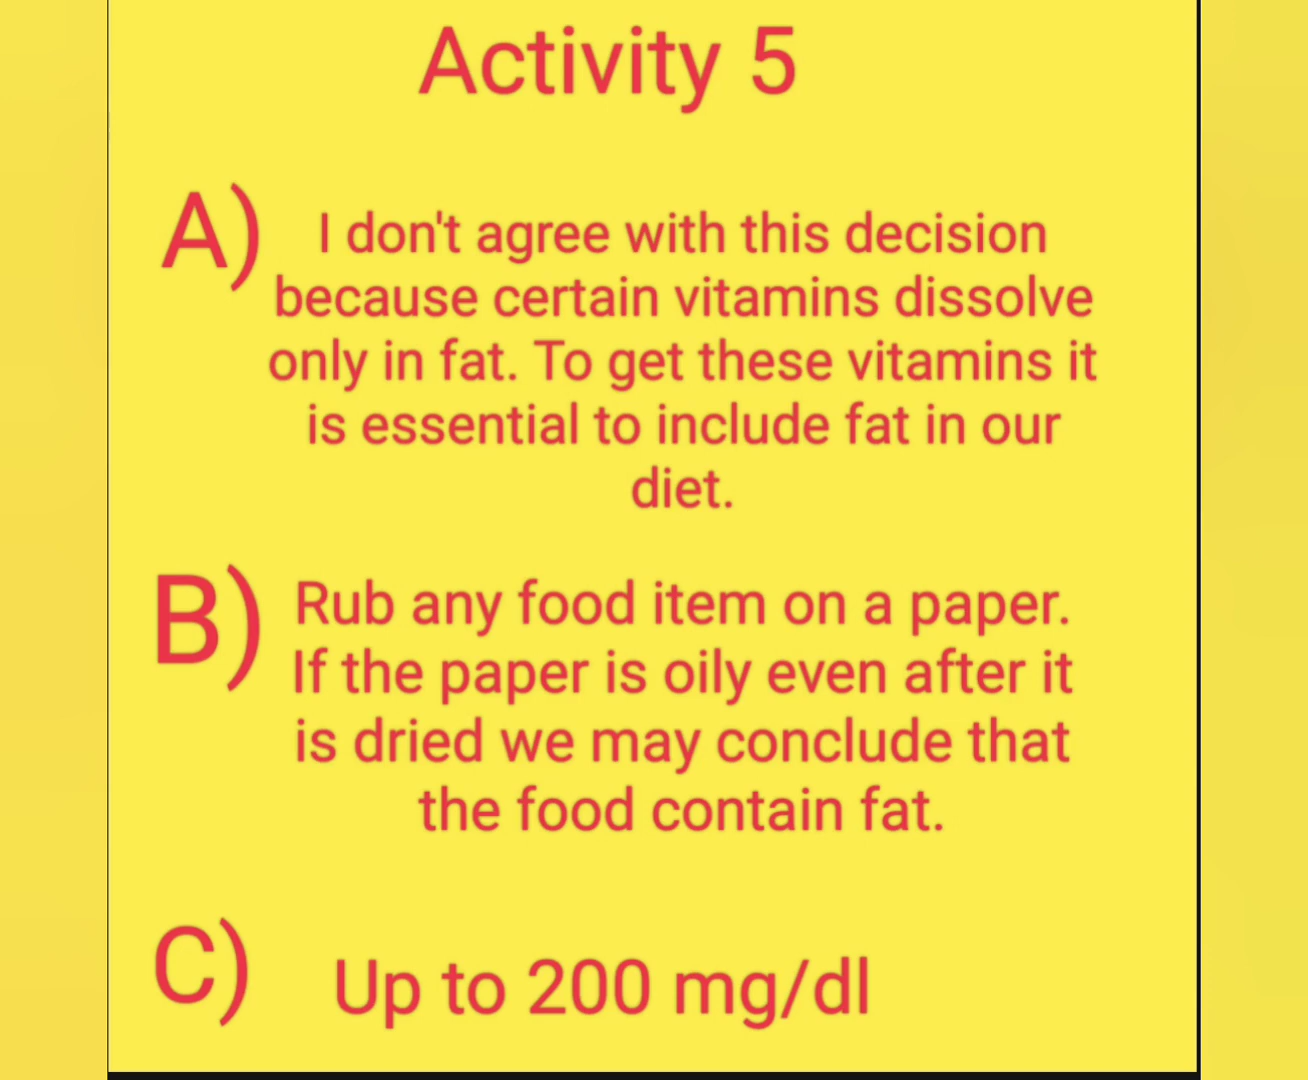 Activity 5
A) I don't agree with this decision
because certain vitamins dissolve
only in fat. To get these vitamins it
is essential to include fat in our
diet.
B) Rub any food item on a paper.
If the paper is oily even after it
is dried we may conclude that
the food contain fat.
C) Up to 200 mg/dl